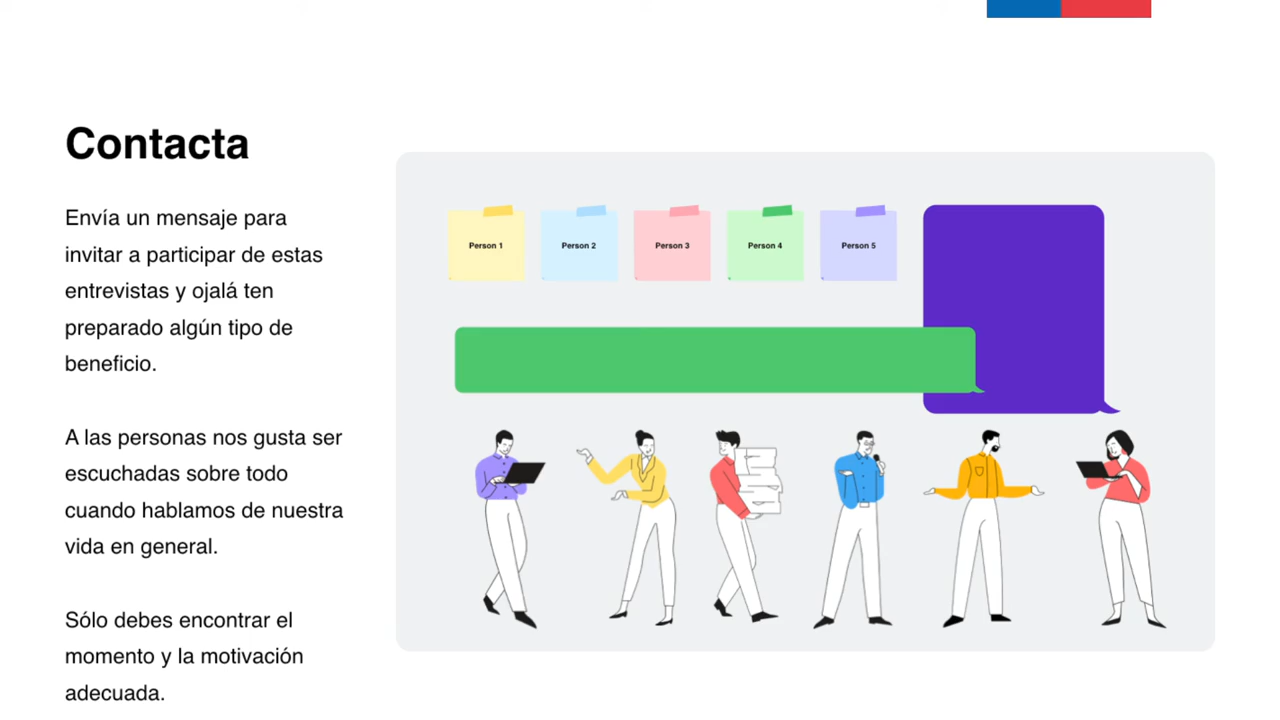 Contacta
Envía un mensaje para
invitar a participar de estas
entrevistas y ojalá ten
preparado algún tipo de
beneficio.
A las personas nos gusta ser
escuchadas sobre todo
cuando hablamos de nuestra
vida en general.
Sólo debes encontrar el
momento y la motivación
adecuada.
Person 1
Person 2
Person 3
Person 4
Person 5